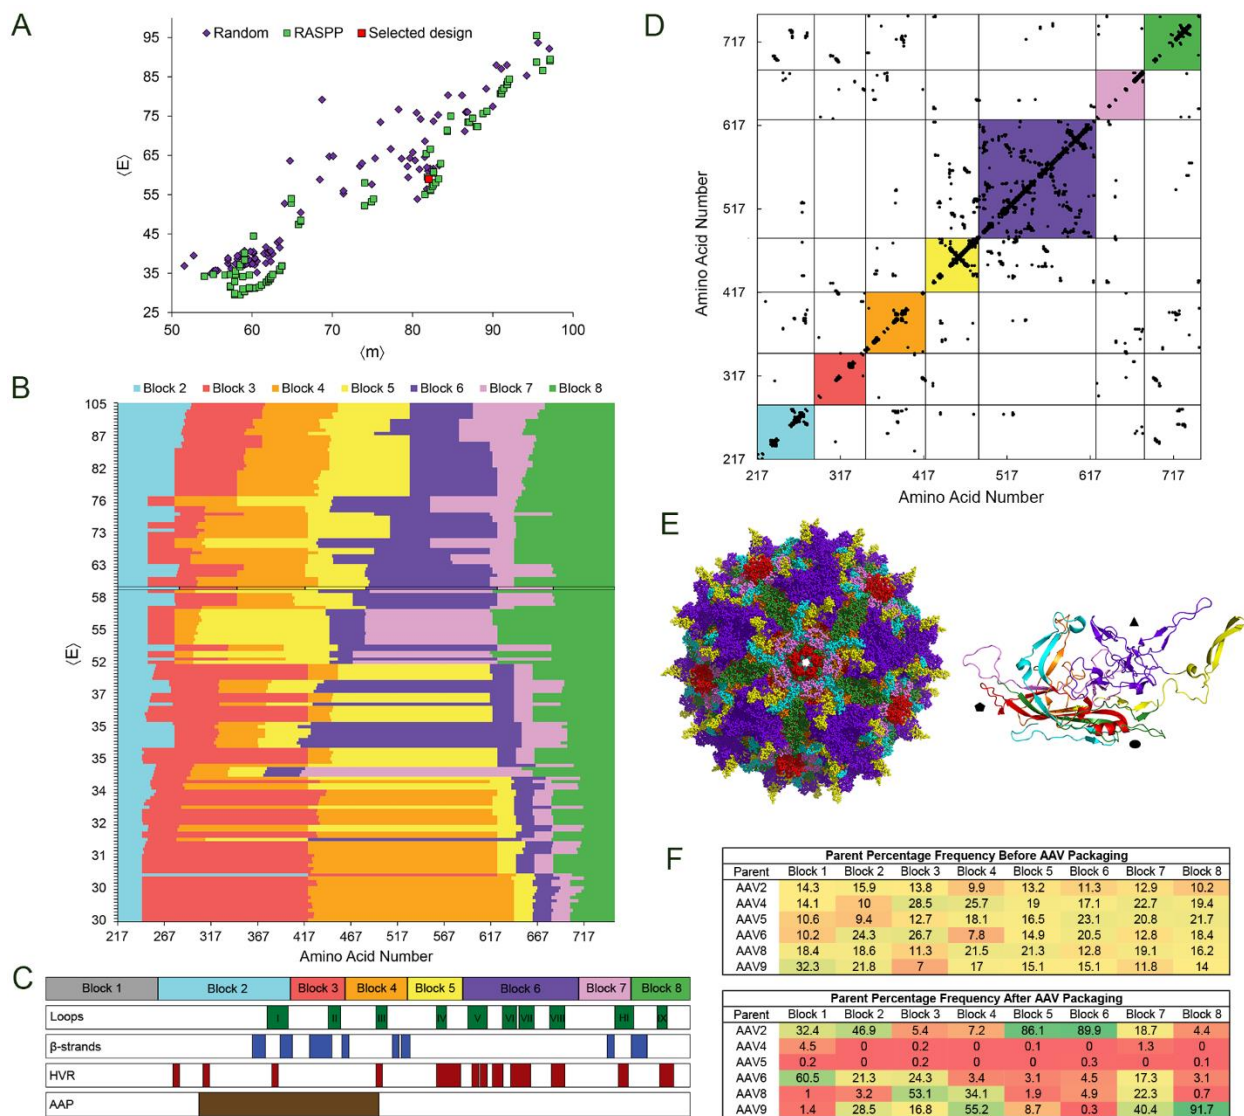 A
Random RASPP Selected design
95
85
75
65
55
45
35
25
⟨E⟩
50 60 70 80 90 100
⟨m⟩
B
Block 2 Block 3 Block 4 Block 5 Block 6 Block 7 Block 8
105
87
82
76
73
63
58
55
52
37
35
35
34
32
31
30
30
⟨E⟩
217 267 317 367 417 467 517 567 617 667 717
Amino Acid Number
C
Block 1 Block 2 Block 3 Block 4 Block 5 Block 6 Block 7 Block 8
Loops I II III IV V VI VII VIII HI IX
β-strands
HVR
AAP
D
717
617
517
417
317
217
Amino Acid Number
217 317 417 517 617 717
Amino Acid Number
E
F
Parent Percentage Frequency Before AAV Packaging
Parent Block 1 Block 2 Block 3 Block 4 Block 5 Block 6 Block 7 Block 8
AAV2 14.3 15.9 13.8 9.9 13.2 11.3 12.9 10.2
AAV4 14.1 10 28.5 25.7 19 17.1 22.7 19.4
AAV5 10.6 9.4 12.7 18.1 16.5 23.1 20.8 21.7
AAV6 10.2 24.3 26.7 7.8 14.9 20.5 12.8 18.4
AAV8 18.4 18.6 11.3 21.5 21.3 12.8 19.1 16.2
AAV9 32.3 21.8 7 17 15.1 15.1 11.8 14
Parent Percentage Frequency After AAV Packaging
Parent Block 1 Block 2 Block 3 Block 4 Block 5 Block 6 Block 7 Block 8
AAV2 32.4 46.9 5.4 7.2 86.1 89.9 18.7 4.4
AAV4 4.5 0 0.2 0 0.1 0 1.3 0
AAV5 0.2 0 0.2 0 0 0.3 0 0.1
AAV6 60.5 21.3 24.3 3.4 3.1 4.5 17.3 3.1
AAV8 1 3.2 53.1 34.1 1.9 4.9 22.3 0.7
AAV9 1.4 28.5 16.8 55.2 8.7 0.3 40.4 91.7